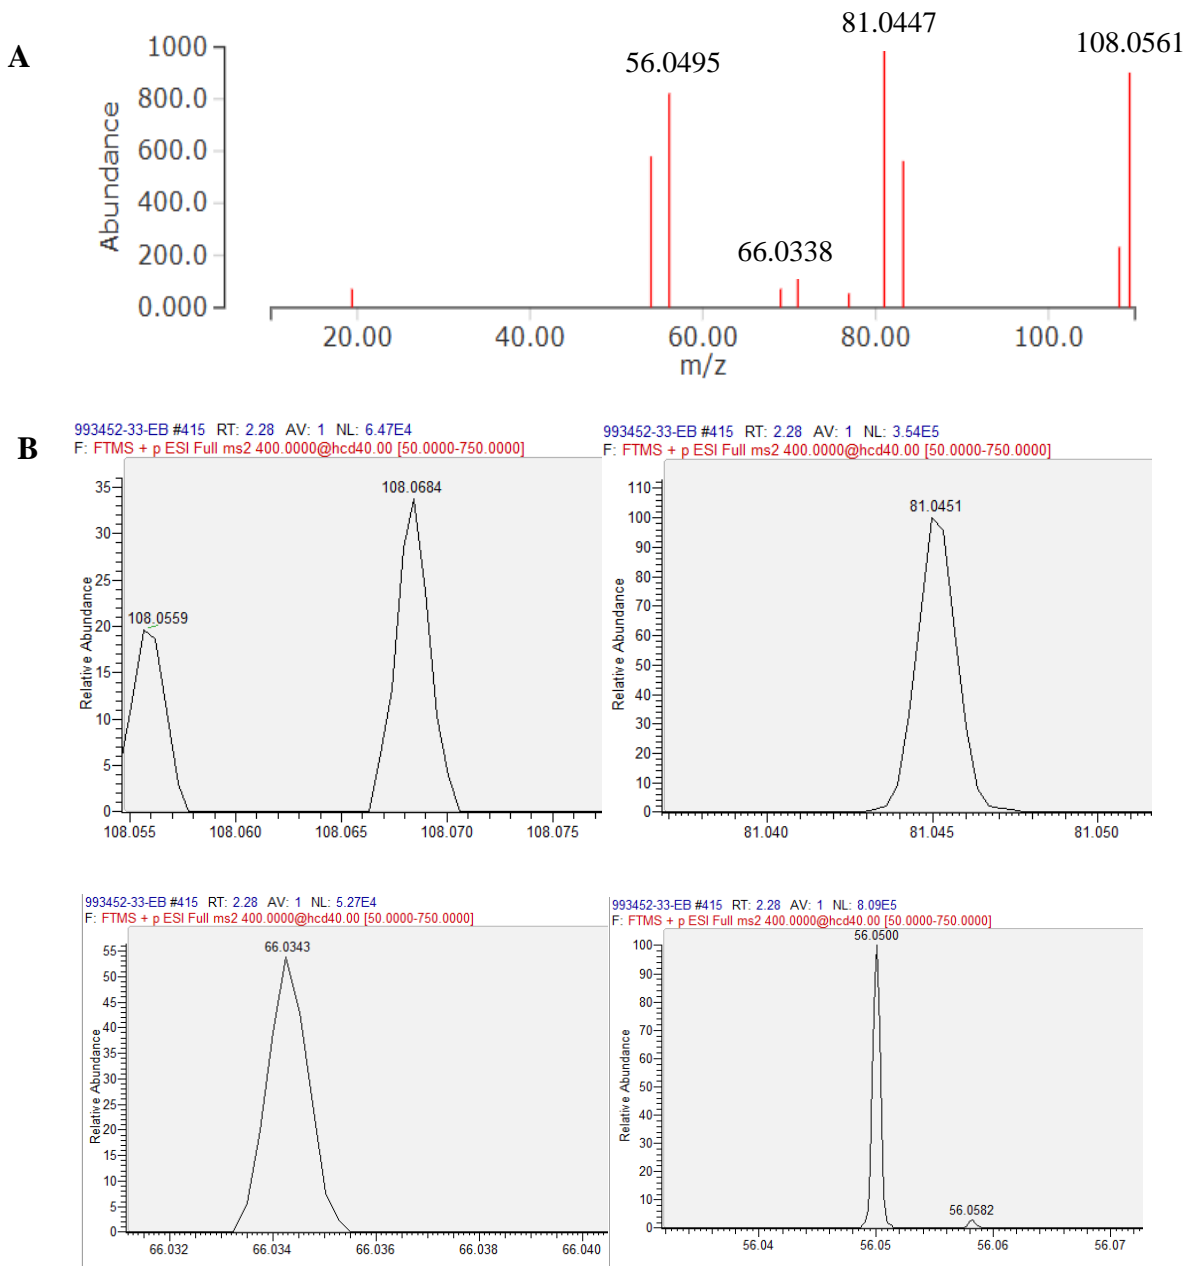 A
1000
800.0
600.0
400.0
200.0
0.000
Abundance
56.0495
66.0338
81.0447
108.0561
20.00 40.00 60.00 80.00 100.0
m/z
B
993452-33-EB #415 RT: 2.28 AV: 1 NL: 6.47E4
F: FTMS + p ESI Full ms2 400.0000@hcd40.00 [50.0000-750.0000]
35
30
25
20
15
10
5
0
Relative Abundance
108.0684
108.0559
108.055 108.060 108.065 108.070 108.075
993452-33-EB #415 RT: 2.28 AV: 1 NL: 3.54E5
F: FTMS + p ESI Full ms2 400.0000@hcd40.00 [50.0000-750.0000]
110
100
90
80
70
60
50
40
30
20
10
0
Relative Abundance
81.0451
81.040 81.045 81.050
993452-33-EB #415 RT: 2.28 AV: 1 NL: 5.27E4
F: FTMS + p ESI Full ms2 400.0000@hcd40.00 [50.0000-750.0000]
55
50
45
40
35
30
25
20
15
10
5
0
Relative Abundance
66.0343
66.032 66.034 66.036 66.038 66.040
993452-33-EB #415 RT: 2.28 AV: 1 NL: 8.09E5
F: FTMS + p ESI Full ms2 400.0000@hcd40.00 [50.0000-750.0000]
100
90
80
70
60
50
40
30
20
10
0
Relative Abundance
56.0500
56.0582
56.04 56.05 56.06 56.07